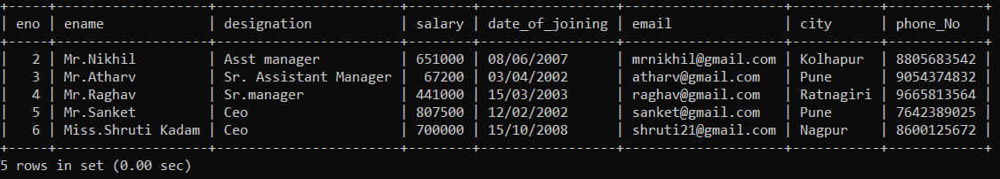 +-----+-------------------+-----------------------+--------+-----------------+---------------------+-----------+------------+
| eno | ename             | designation           | salary | date_of_joining | email               | city      | phone_No   |
+-----+-------------------+-----------------------+--------+-----------------+---------------------+-----------+------------+
|   2 | Mr.Nikhil         | Asst manager          | 651000 | 08/06/2007      | mrnikhil@gmail.com  | Kolhapur  | 8805683542 |
|   3 | Mr.Atharv         | Sr. Assistant Manager |  67200 | 03/04/2002      | atharv@gmail.com    | Pune      | 9054374832 |
|   4 | Mr.Raghav         | Sr.manager            | 441000 | 15/03/2003      | raghav@gmail.com    | Ratnagiri | 9665813564 |
|   5 | Mr.Sanket         | Ceo                   | 807500 | 12/02/2002      | sanket@gmail.com    | Pune      | 7642389025 |
|   6 | Miss.Shruti Kadam | Ceo                   | 700000 | 15/10/2008      | shruti21@gmail.com  | Nagpur    | 8600125672 |
+-----+-------------------+-----------------------+--------+-----------------+---------------------+-----------+------------+
5 rows in set (0.00 sec)